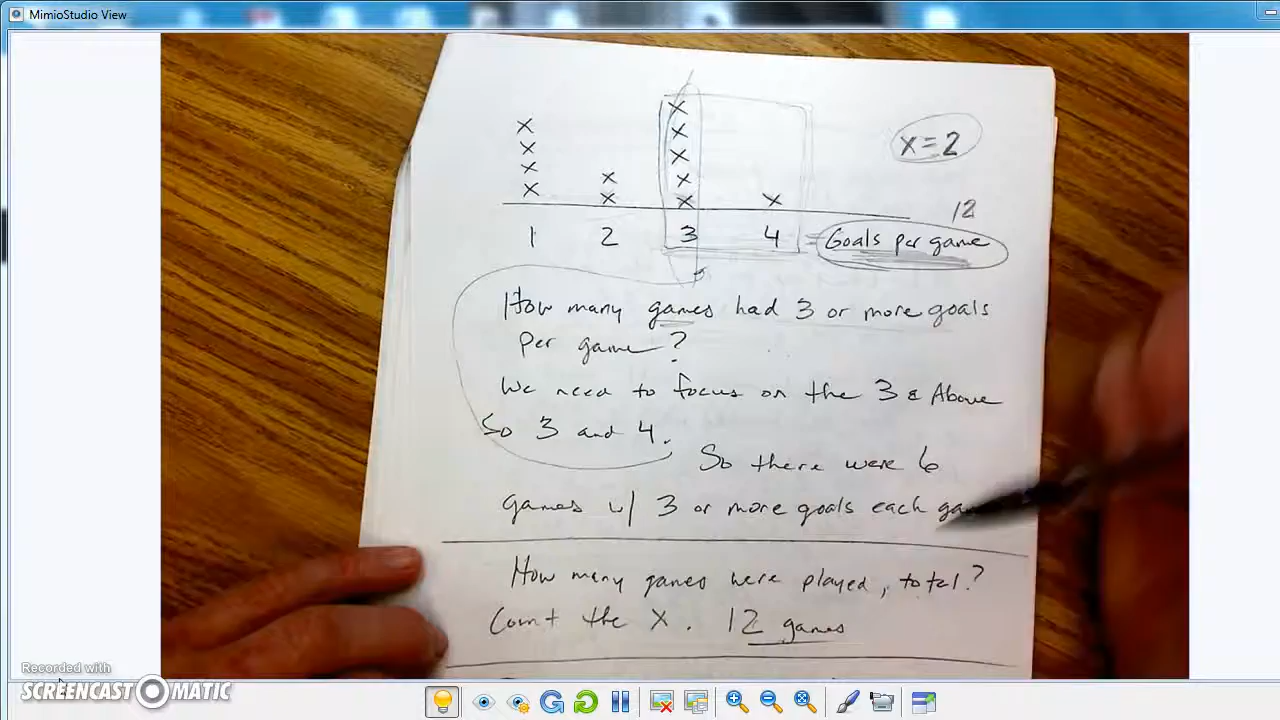 MimioStudio View
x x
x x
x x x x=2
x x x
x x x x 12
1 2 3 4 = Goals per game
How many games had 3 or more goals
per game?
We need to focus on the 3 & Above
So 3 and 4.
So there were 6
games w/ 3 or more goals each
How many games were played, total?
Count the X. 12 games
Recorded with
SCREENCAST MATIC